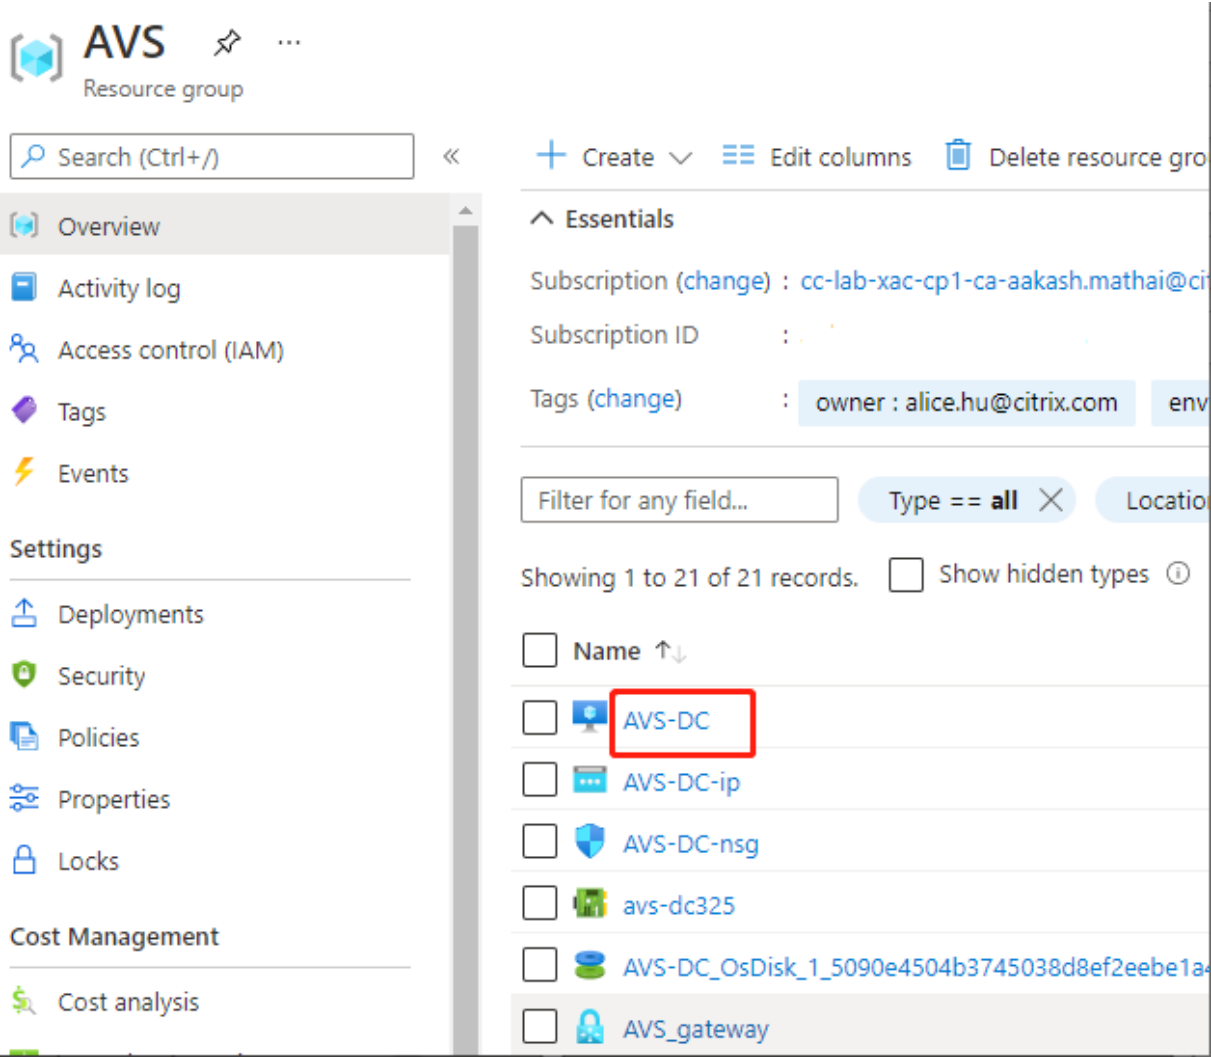 AVS
Resource group
Search (Ctrl+/)
Overview
Activity log
Access control (IAM)
Tags
Events
Settings
Deployments
Security
Policies
Properties
Locks
Cost Management
Cost analysis
Create
Edit columns
Delete resource gro
Essentials
Subscription (change) : cc-lab-xac-cp1-ca-aakash.mathai@ci
Subscription ID :
Tags (change) : owner : alice.hu@citrix.com env
Filter for any field...
Type == all
Locatio
Showing 1 to 21 of 21 records.
Show hidden types
Name
AVS-DC
AVS-DC-ip
AVS-DC-nsg
avs-dc325
AVS-DC_OsDisk_1_5090e4504b3745038d8ef2eebe1a4
AVS_gateway